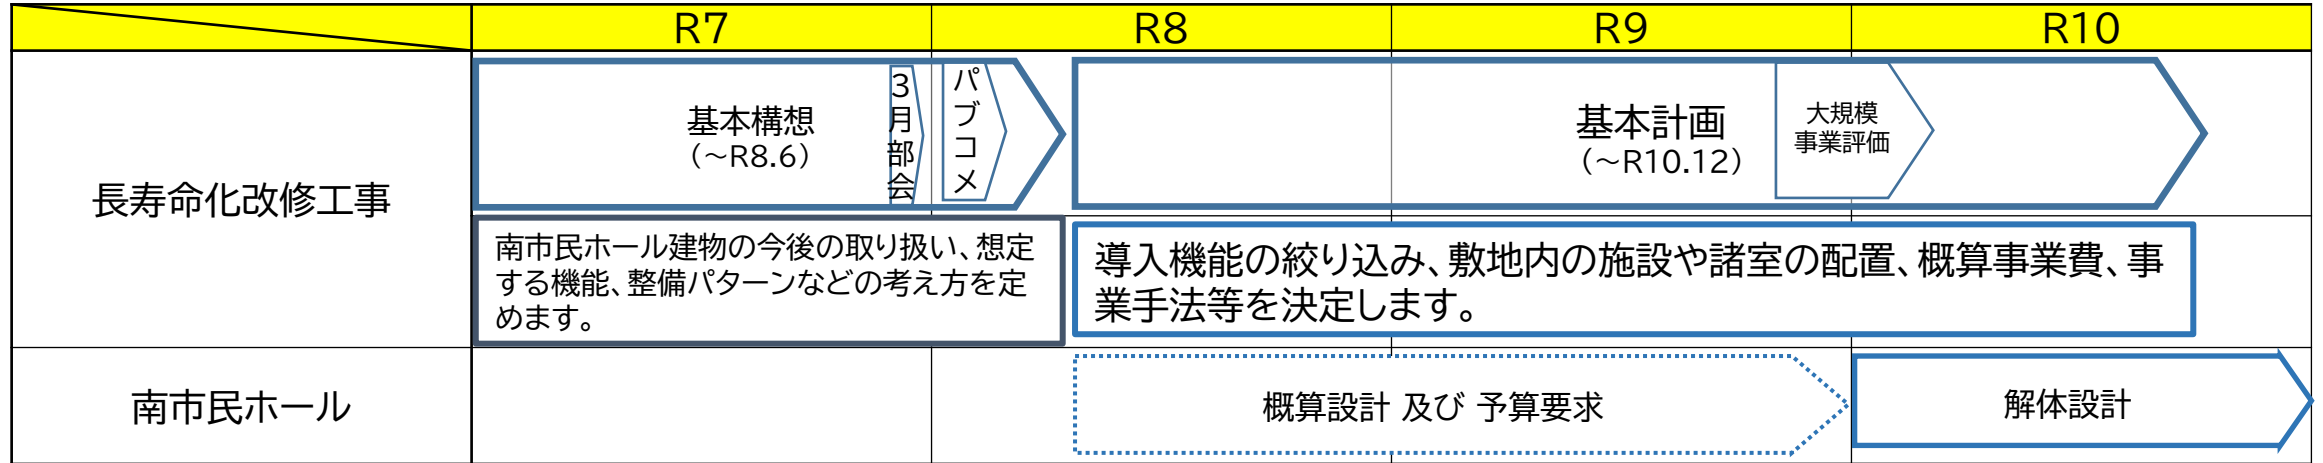 R7
R8
R9
R10
長寿命化改修工事
基本構想
（～R8.6）
3月部会
パブコメ
基本計画
（～R10.12）
大規模
事業評価
南市民ホール建物の今後の取り扱い、想定
する機能、整備パターンなどの考え方を定
めます。
導入機能の絞り込み、敷地内の施設や諸室の配置、概算事業費、事
業手法等を決定します。
南市民ホール
概算設計 及び 予算要求
解体設計